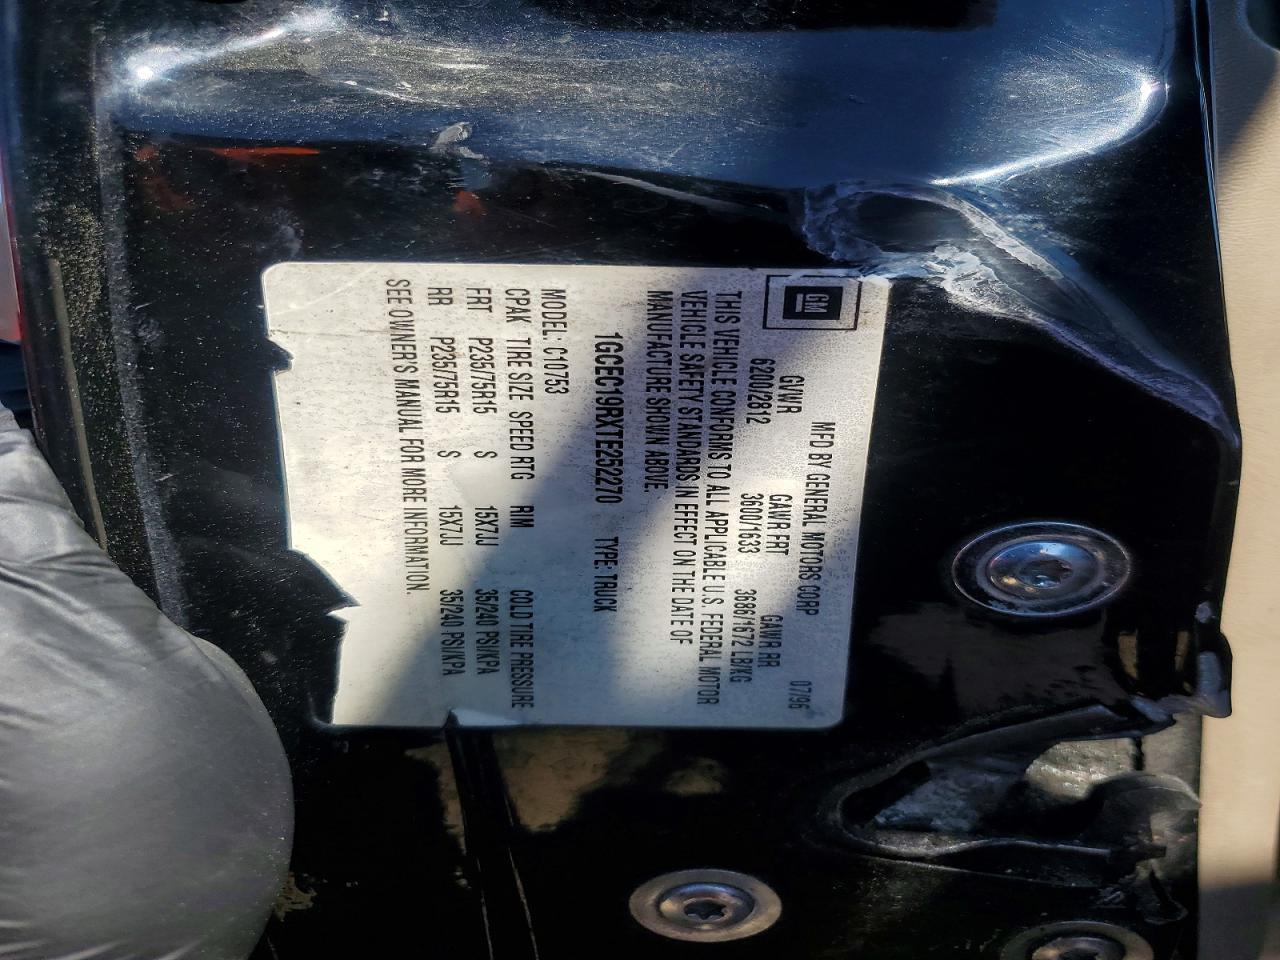 GM
MFD BY GENERAL MOTORS CORP 07/96
GVWR GAWR FRT GAWR RR
6200/2812 3600/1633 3686/1672 LB/KG
THIS VEHICLE CONFORMS TO ALL APPLICABLE U.S. FEDERAL MOTOR
VEHICLE SAFETY STANDARDS IN EFFECT ON THE DATE OF
MANUFACTURE SHOWN ABOVE.
1GCEC19RXTE252270 TYPE: TRUCK
MODEL: C10753
CPAK TIRE SIZE SPEED RTG RIM COLD TIRE PRESSURE
FRT P235/75R15 S 15X7JJ 35/240 PSI/KPA
RR P235/75R15 S 15X7JJ 35/240 PSI/KPA
SEE OWNER'S MANUAL FOR MORE INFORMATION.